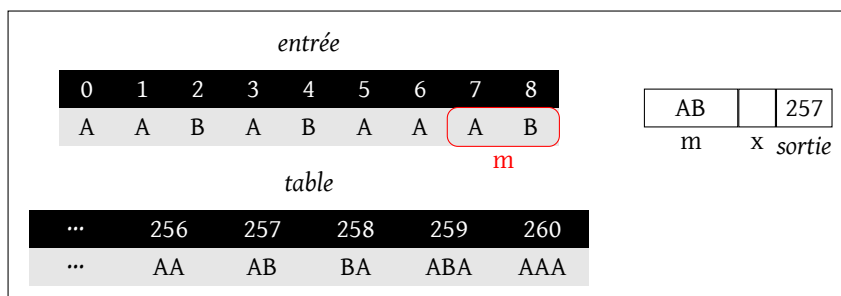 entrée
0 1 2 3 4 5 6 7 8
A A B A B A A A B
m
AB 257
m x sortie
table
... 256 257 258 259 260
... AA AB BA ABA AAA